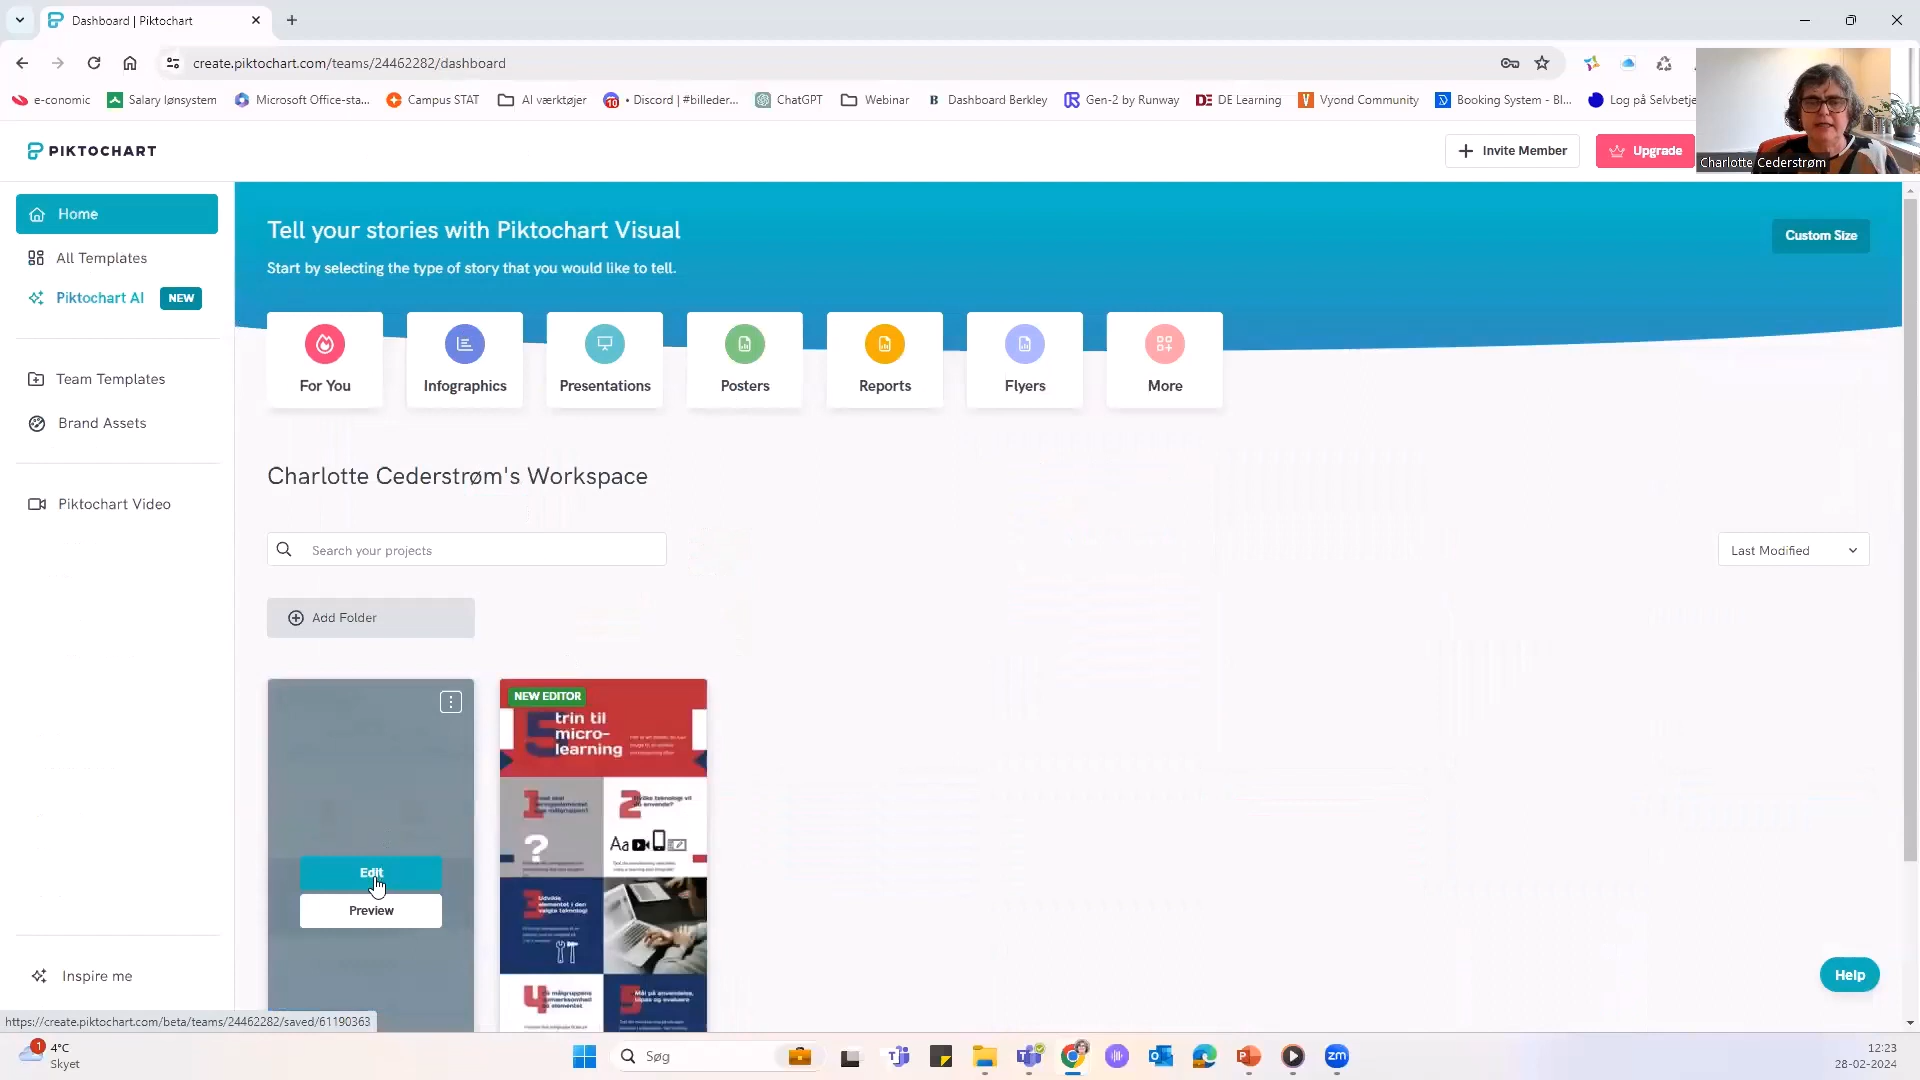 Dashboard | Piktochart
create.piktochart.com/teams/24462282/dashboard
e-conomic
Salary lønsystem
Microsoft Office-sta...
Campus STAT
AI værktøjer
10
• Discord | #billeder...
ChatGPT
Webinar
B Dashboard Berkley
Gen-2 by Runway
DE Learning
Vyond Community
Booking System - Bl...
Log på Selvbetje
Charlotte Cederstrøm
PIKTOCHART
Invite Member
Upgrade
Home
All Templates
Piktochart AI NEW
Team Templates
Brand Assets
Piktochart Video
Inspire me
Tell your stories with Piktochart Visual
Start by selecting the type of story that you would like to tell.
Custom Size
For You
Infographics
Presentations
Posters
Reports
Flyers
More
Charlotte Cederstrøm's Workspace
Search your projects
Last Modified
Add Folder
Edit
Preview
NEW EDITOR
5 trin til
micro-
learning
1
2
?
Aa
3
4
5
Help
https://create.piktochart.com/beta/teams/24462282/saved/61190363
1
4°C
Skyet
Søg
zm
12:23
28-02-2024